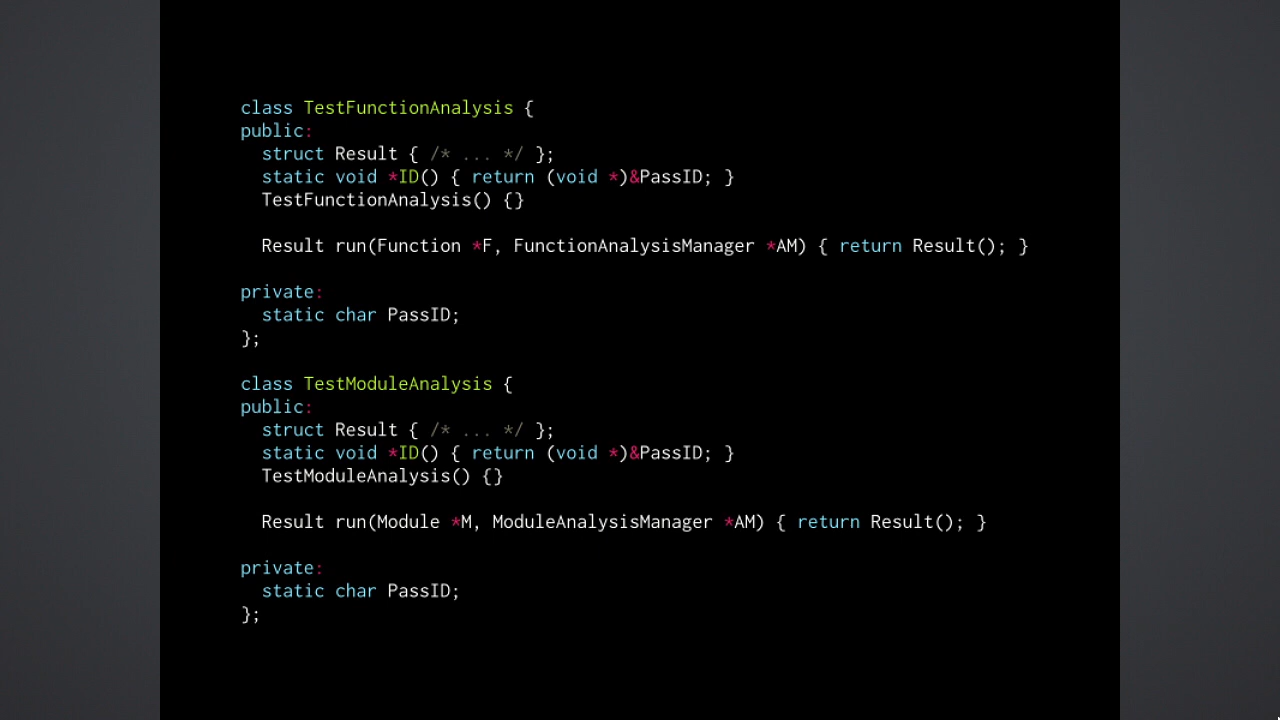 class TestFunctionAnalysis {
public:
  struct Result { /* ... */ };
  static void *ID() { return (void *)&PassID; }
  TestFunctionAnalysis() {}

  Result run(Function *F, FunctionAnalysisManager *AM) { return Result(); }

private:
  static char PassID;
};

class TestModuleAnalysis {
public:
  struct Result { /* ... */ };
  static void *ID() { return (void *)&PassID; }
  TestModuleAnalysis() {}

  Result run(Module *M, ModuleAnalysisManager *AM) { return Result(); }

private:
  static char PassID;
};